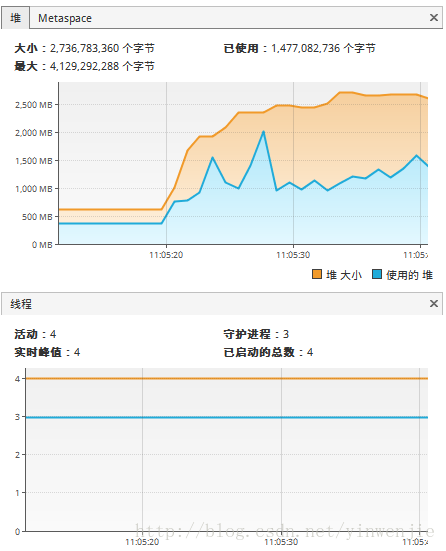 堆 Metaspace
大小：2,736,783,360 个字节 已使用：1,477,082,736 个字节
最大：4,129,292,288 个字节
2,500 MB
2,000 MB
1,500 MB
1,000 MB
500 MB
0 MB
11:05:20 11:05:30 11:05:4
堆 大小 使用的 堆
线程
活动：4 守护进程：3
实时峰值：4 已启动的总数：4
4
3
2
1
0
11:05:20 11:05:30 11:05:4
http://blog.csdn.net/yinwenjie